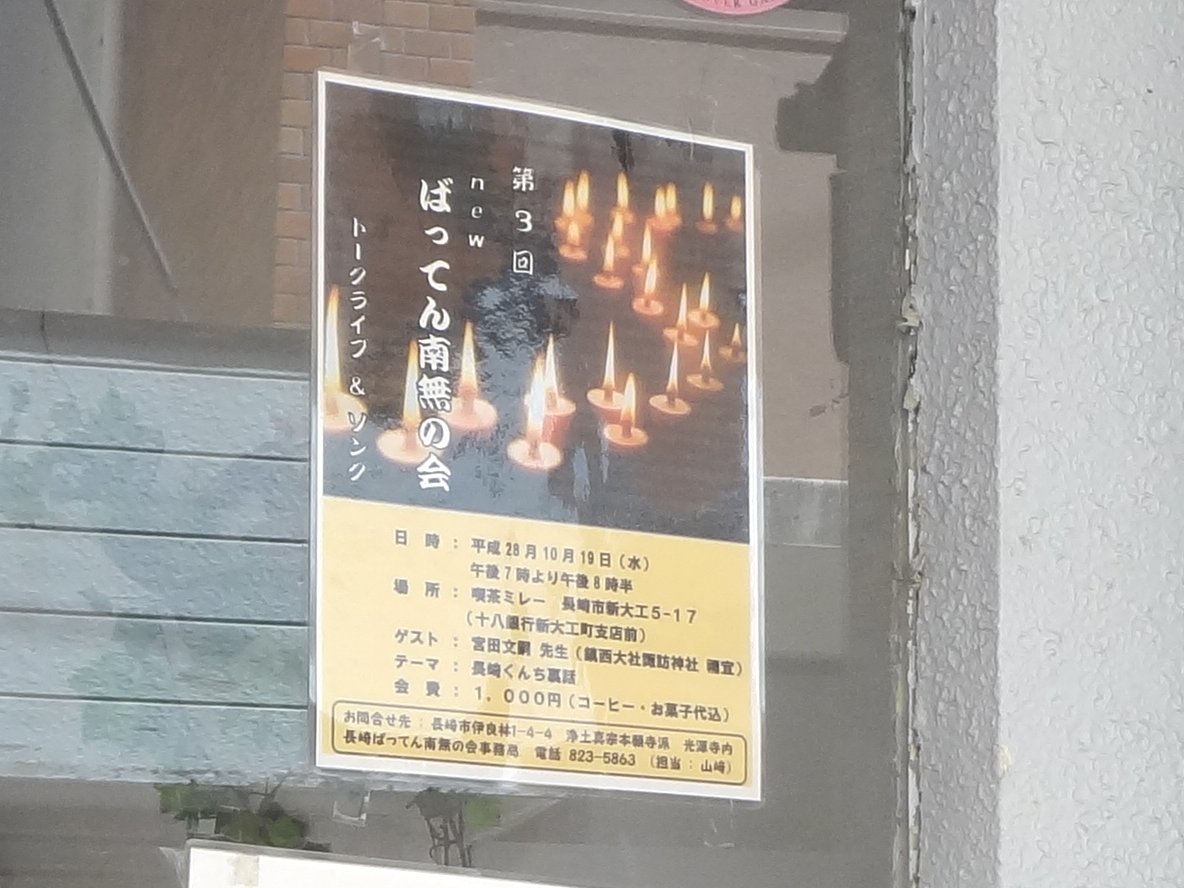 第3回
new
ばってん南無の会
トークライフ & ソング
日 時 : 平成28月10月19日(水)
午後7時より午後8時半
場 所 : 喫茶ミレー 長崎市新大工5-17
(十八銀行新大工町支店前)
ゲスト : 宮田文嗣 先生(鎮西大社諏訪神社 禰宜)
テーマ : 長崎くんち裏話
会 費 : 1,000円(コーヒー・お菓子代込)
お問合せ先 : 長崎市伊良林1-4-4 浄土真宗本願寺派 光源寺内
長崎ばってん南無の会事務局 電話 823-5863 (担当 : 山崎)